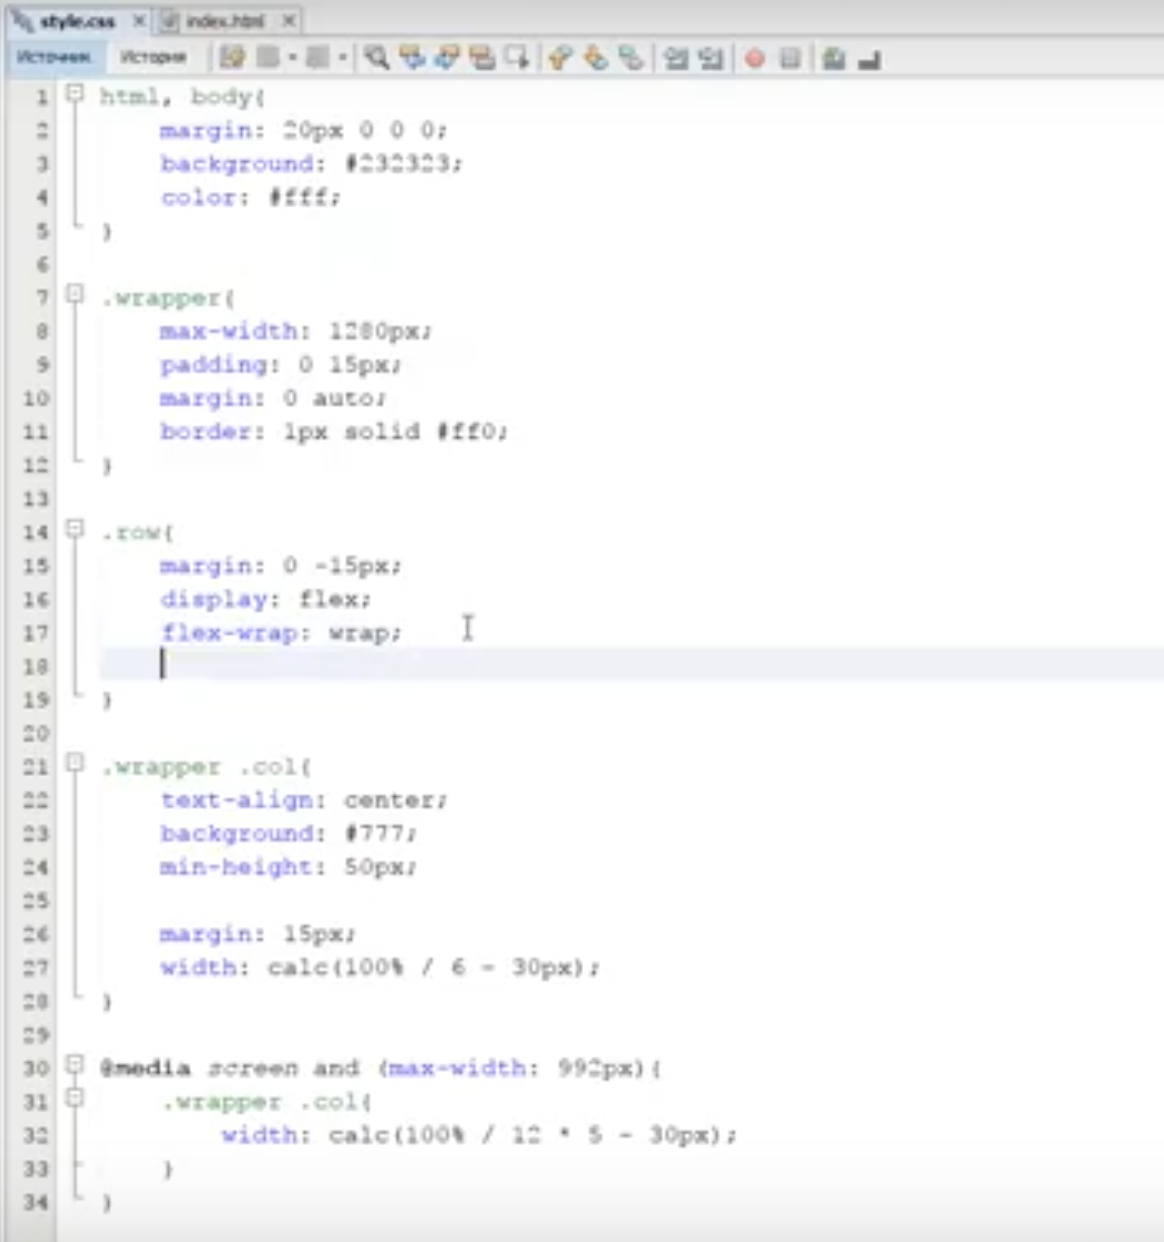 style.css index.html
Источник История
1 html, body{
2 margin: 20px 0 0 0;
3 background: #232323;
4 color: #fff;
5 }
6
7 .wrapper{
8 max-width: 1280px;
9 padding: 0 15px;
10 margin: 0 auto;
11 border: 1px solid #ff0;
12 }
13
14 .row{
15 margin: 0 -15px;
16 display: flex;
17 flex-wrap: wrap;
18
19 }
20
21 .wrapper .col{
22 text-align: center;
23 background: #777;
24 min-height: 50px;
25
26 margin: 15px;
27 width: calc(100% / 6 - 30px);
28 }
29
30 @media screen and (max-width: 992px){
31 .wrapper .col{
32 width: calc(100% / 12 * 5 - 30px);
33 }
34 }